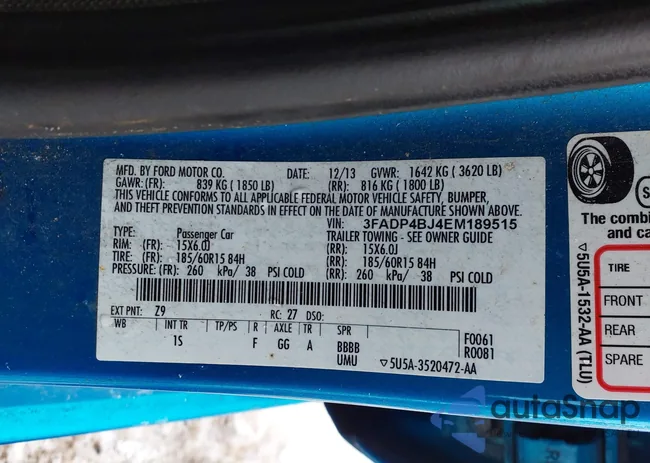 MFD. BY FORD MOTOR CO. DATE: 12/13 GVWR: 1642 KG ( 3620 LB)
GAWR: (FR): 839 KG ( 1850 LB) (RR): 816 KG ( 1800 LB)
THIS VEHICLE CONFORMS TO ALL APPLICABLE FEDERAL MOTOR VEHICLE SAFETY, BUMPER,
AND THEFT PREVENTION STANDARDS IN EFFECT ON THE DATE OF MANUFACTURE SHOWN ABOVE.
VIN: 3FADP4BJ4EM189515
TYPE: Passenger Car TRAILER TOWING - SEE OWNER GUIDE
RIM: (FR): 15X6.0J (RR): 15X6.0J
TIRE: (FR): 185/60R15 84H (RR): 185/60R15 84H
PRESSURE: (FR): 260 kPa/ 38 PSI COLD (RR): 260 kPa/ 38 PSI COLD
EXT PNT: Z9 RC: 27 DSO:
WB INT TR TP/PS R AXLE TR SPR F0061
1S F GG A BBBB R0081
UMU ▽5U5A-3520472-AA
The combi
and ca
▽5U5A-1532-AA (TLU)
TIRE
FRONT
REAR
SPARE
autoShop